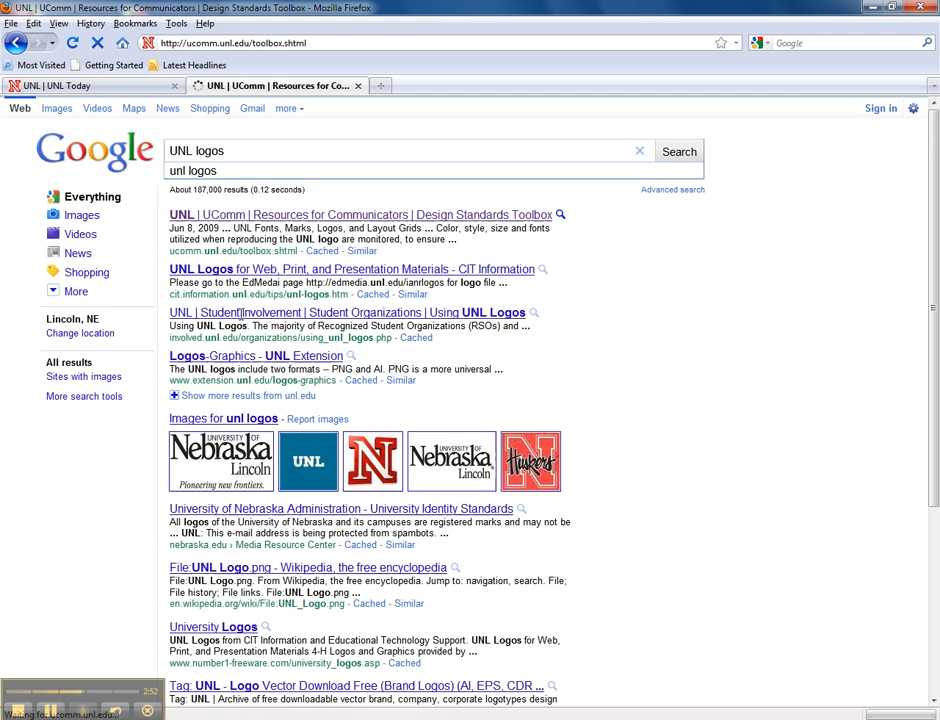 UNL | UComm | Resources for Communicators | Design Standards Toolbox - Mozilla Firefox
File Edit View History Bookmarks Tools Help
http://ucomm.unl.edu/toolbox.shtml
Google
Most Visited Getting Started Latest Headlines
UNL | UNL Today
UNL | UComm | Resources for Co...
Web Images Videos Maps News Shopping Gmail more
Sign in
Google
UNL logos
Search
unl logos
About 187,000 results (0.12 seconds)
Advanced search
Everything
Images
Videos
News
Shopping
More
Lincoln, NE
Change location
All results
Sites with images
More search tools
UNL | UComm | Resources for Communicators | Design Standards Toolbox
Jun 8, 2009 ... UNL Fonts, Marks, Logos, and Layout Grids ... Color, style, size and fonts
utilized when reproducing the UNL logo are monitored, to ensure ...
ucomm.unl.edu/toolbox.shtml - Cached - Similar
UNL Logos for Web, Print, and Presentation Materials - CIT Information
Please go to the EdMedai page http://edmedia.unl.edu/ianrlogos for logo file ...
cit.information.unl.edu/tips/unl-logos.htm - Cached - Similar
UNL | Student Involvement | Student Organizations | Using UNL Logos
Using UNL Logos. The majority of Recognized Student Organizations (RSOs) and ...
involved.unl.edu/organizations/using_unl_logos.php - Cached
Logos-Graphics - UNL Extension
The UNL logos include two formats -- PNG and AI. PNG is a more universal ...
www.extension.unl.edu/logos-graphics - Cached - Similar
Show more results from unl.edu
Images for unl logos - Report images
UNIVERSITY OF
Nebraska
Lincoln
Pioneering new frontiers.
UNL
N
UNIVERSITY OF
Nebraska
Lincoln
Huskers
University of Nebraska Administration - University Identity Standards
All logos of the University of Nebraska and its campuses are registered marks and may not be
... UNL: This e-mail address is being protected from spambots. ...
nebraska.edu › Media Resource Center - Cached - Similar
File:UNL Logo.png - Wikipedia, the free encyclopedia
File:UNL Logo.png. From Wikipedia, the free encyclopedia. Jump to: navigation, search. File;
File history; File links. File:UNL Logo.png ...
en.wikipedia.org/wiki/File:UNL_Logo.png - Cached - Similar
University Logos
UNL Logos from CIT Information and Educational Technology Support. UNL Logos for Web,
Print, and Presentation Materials 4-H Logos and Graphics provided by ...
www.number1-freeware.com/university_logos.asp - Cached
Tag: UNL - Logo Vector Download Free (Brand Logos) (AI, EPS, CDR ...
Tag: UNL | Archive of free downloadable vector brand, company, corporate logotypes design
2:52
Waiting for ucomm.unl.edu...